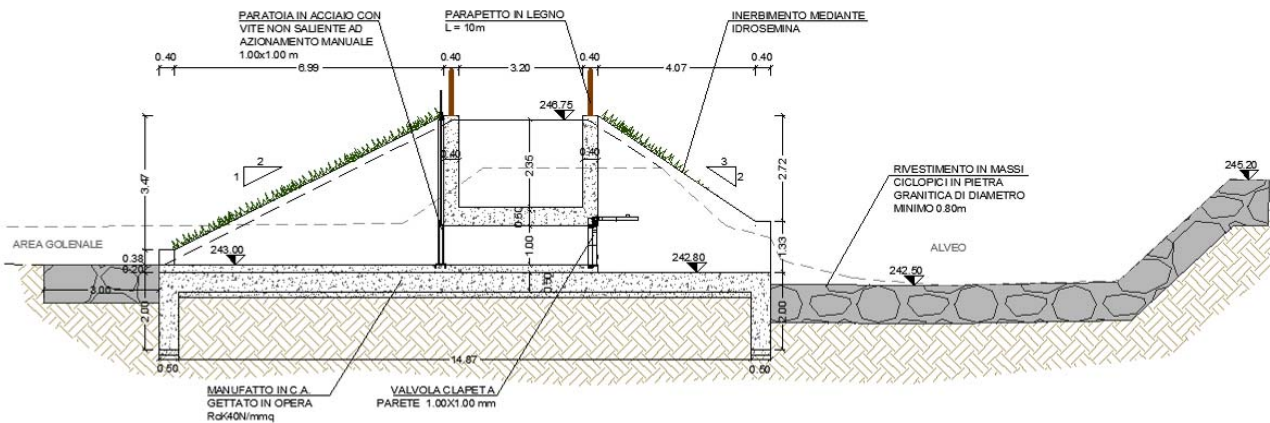 PARATOIA IN ACCIAIO CON
VITE NON SALIENTE AD
AZIONAMENTO MANUALE
1.00x1.00 m
PARAPETTO IN LEGNO
L = 10m
INERBIMENTO MEDIANTE
IDROSEMINA
0.40
6.99
0.40
3.20
0.40
4.07
0.40
246.75
2
1
3
2
0.40
0.40
3.47
2.35
2.72
RIVESTIMENTO IN MASSI
CICLOPICI IN PIETRA
GRANITICA DI DIAMETRO
MINIMO 0.80m
245.20
0.50
AREA GOLENALE
ALVEO
243.00
1.00
242.80
1.33
0.38
0.20
242.50
3.00
0.50
2.00
2.00
14.87
0.50
0.50
MANUFATTO IN C.A.
GETTATO IN OPERA
RcK40N/mmq
VALVOLA CLAPETA
PARETE 1.00X1.00 mm